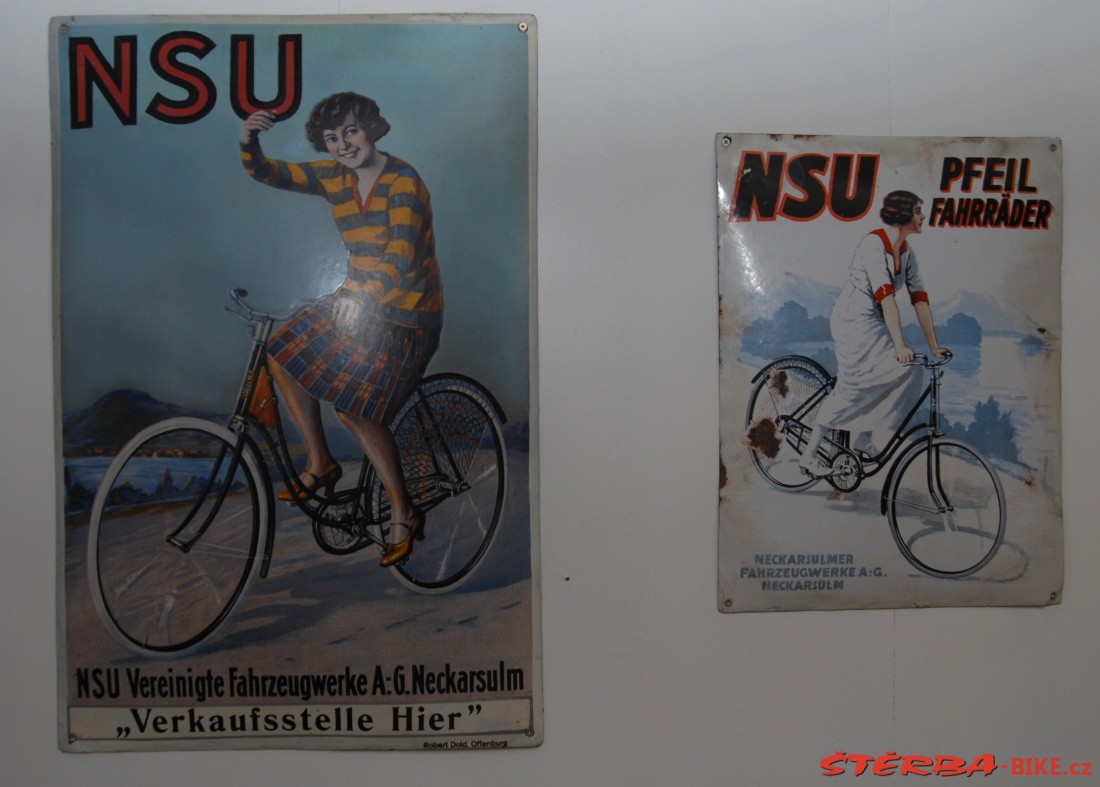 NSU
NSU Vereinigte Fahrzeugwerke A.-G. Neckarsulm
„Verkaufsstelle Hier”
Robert Dold, Offenburg
NSU PFEIL
FAHRRÄDER
NECKARSULMER
FAHRZEUGWERKE A.-G.
NECKARSULM
ŠTĚRBA-BIKE.cz